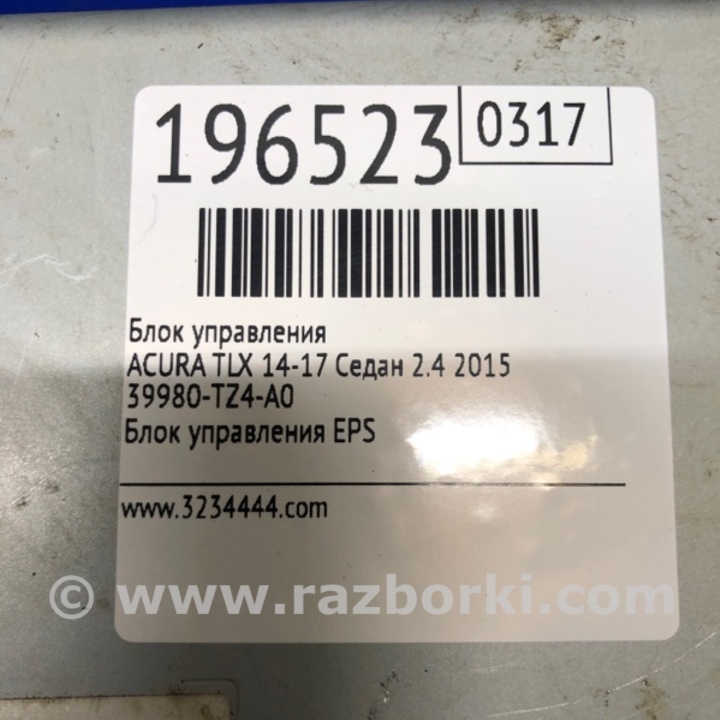 196523
0317
Блок управления
ACURA TLX 14-17 Седан 2.4 2015
39980-TZ4-A0
Блок управления EPS
www.3234444.com
© www.razborki.com